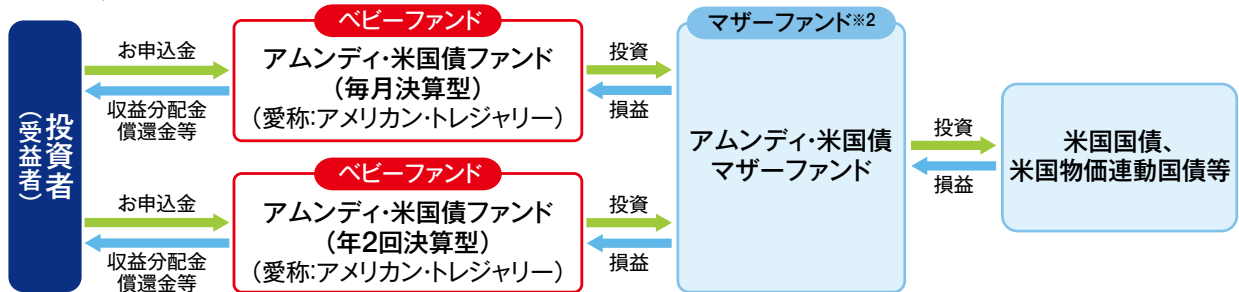 投資者
（受益者）
お申込金
収益分配金
償還金等
ベビーファンド
アムンディ・米国債ファンド
（毎月決算型）
（愛称：アメリカン・トレジャリー）
投資
損益
お申込金
収益分配金
償還金等
ベビーファンド
アムンディ・米国債ファンド
（年2回決算型）
（愛称：アメリカン・トレジャリー）
投資
損益
マザーファンド※2
アムンディ・米国債
マザーファンド
投資
損益
米国国債、
米国物価連動国債等